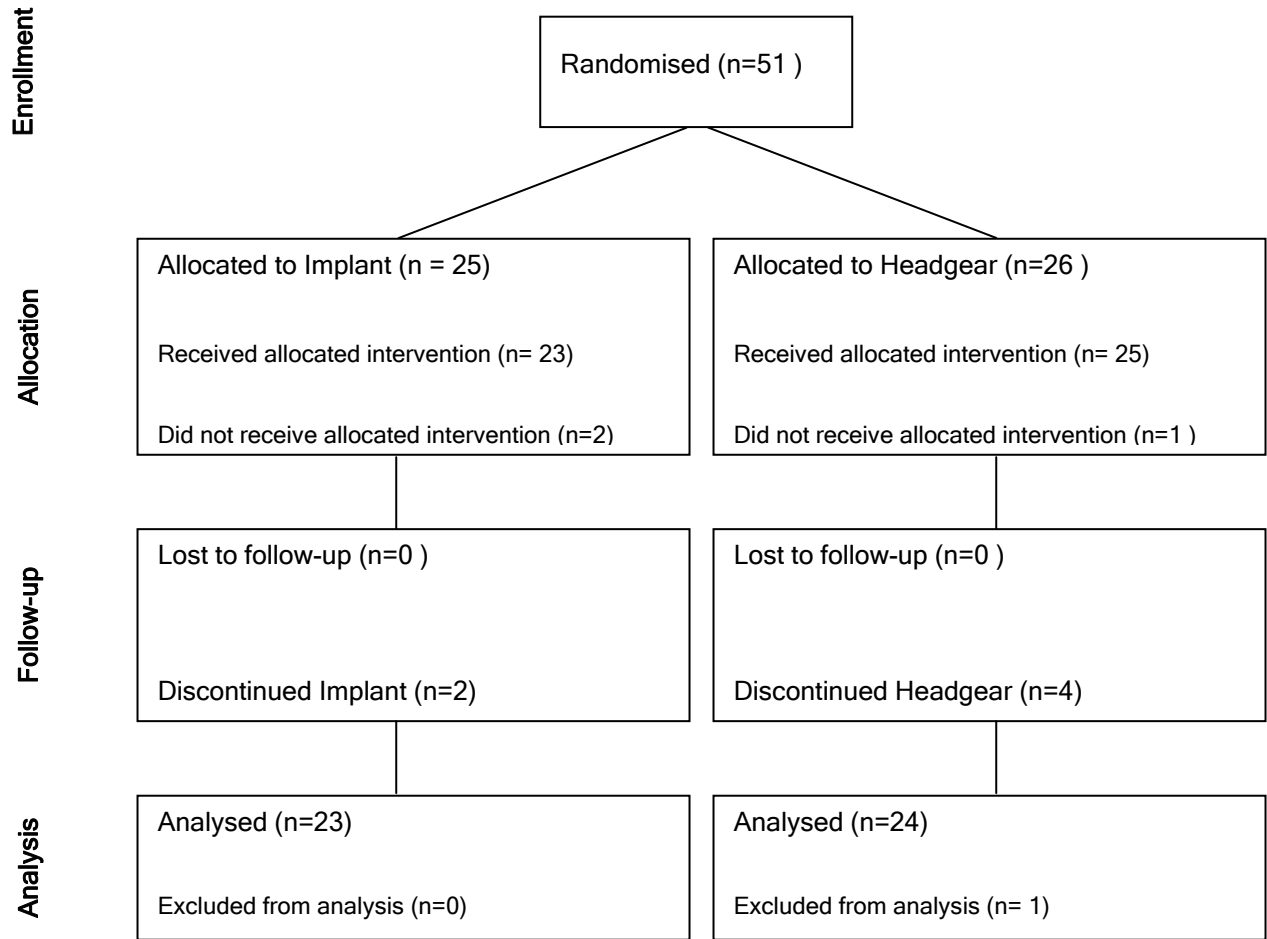 Enrollment
Randomised (n=51 )
Allocation
Allocated to Implant (n = 25)
Received allocated intervention (n= 23)
Did not receive allocated intervention (n=2)
Allocated to Headgear (n=26 )
Received allocated intervention (n= 25)
Did not receive allocated intervention (n=1 )
Follow-up
Lost to follow-up (n=0 )
Discontinued Implant (n=2)
Lost to follow-up (n=0 )
Discontinued Headgear (n=4)
Analysis
Analysed (n=23)
Excluded from analysis (n=0)
Analysed (n=24)
Excluded from analysis (n= 1)